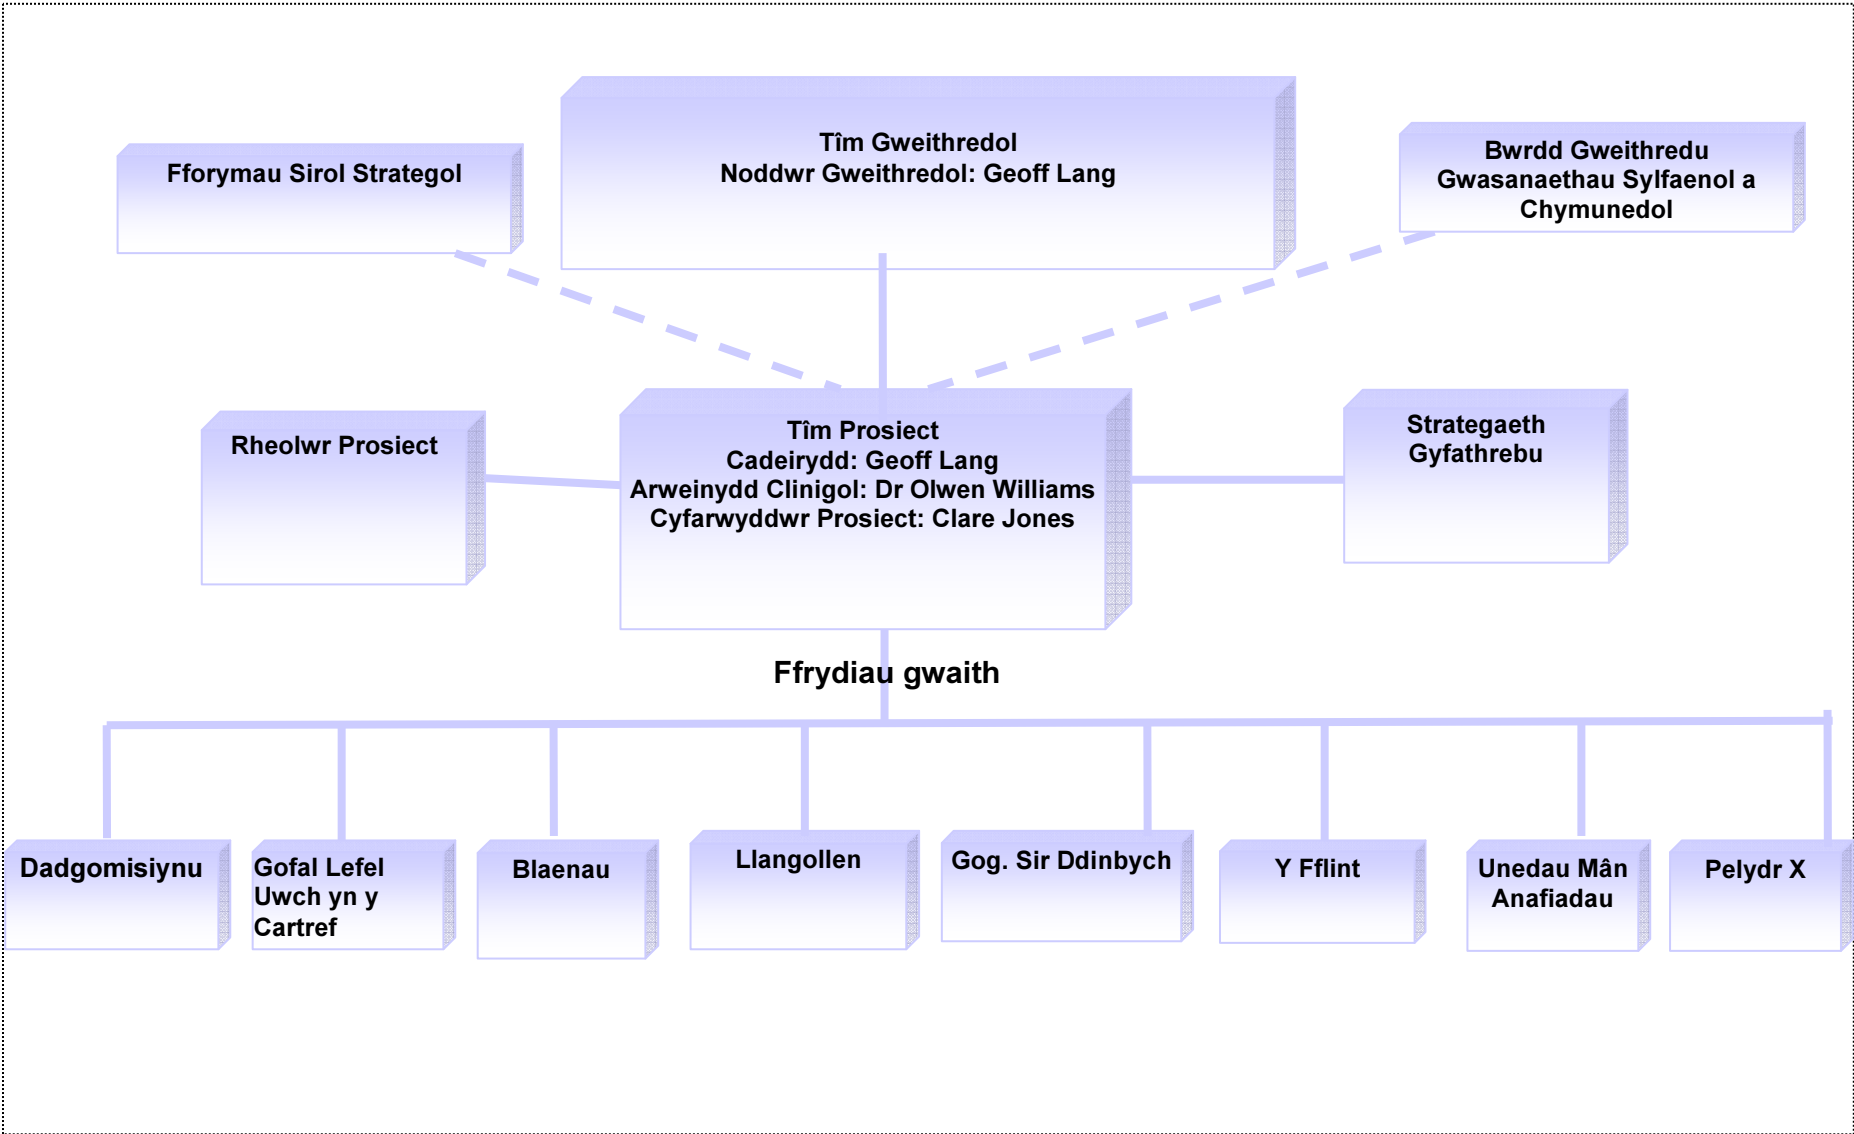 Tîm Gweithredol
Noddwr Gweithredol: Geoff Lang
Fforymau Sirol Strategol
Bwrdd Gweithredu
Gwasanaethau Sylfaenol a
Chymunedol
Rheolwr Prosiect
Tîm Prosiect
Cadeirydd: Geoff Lang
Arweinydd Clinigol: Dr Olwen Williams
Cyfarwyddwr Prosiect: Clare Jones
Strategaeth
Gyfathrebu
Ffrydiau gwaith
Dadgomisiynu
Gofal Lefel
Uwch yn y
Cartref
Blaenau
Llangollen
Gog. Sir Ddinbych
Y Fflint
Unedau Mân
Anafiadau
Pelydr X